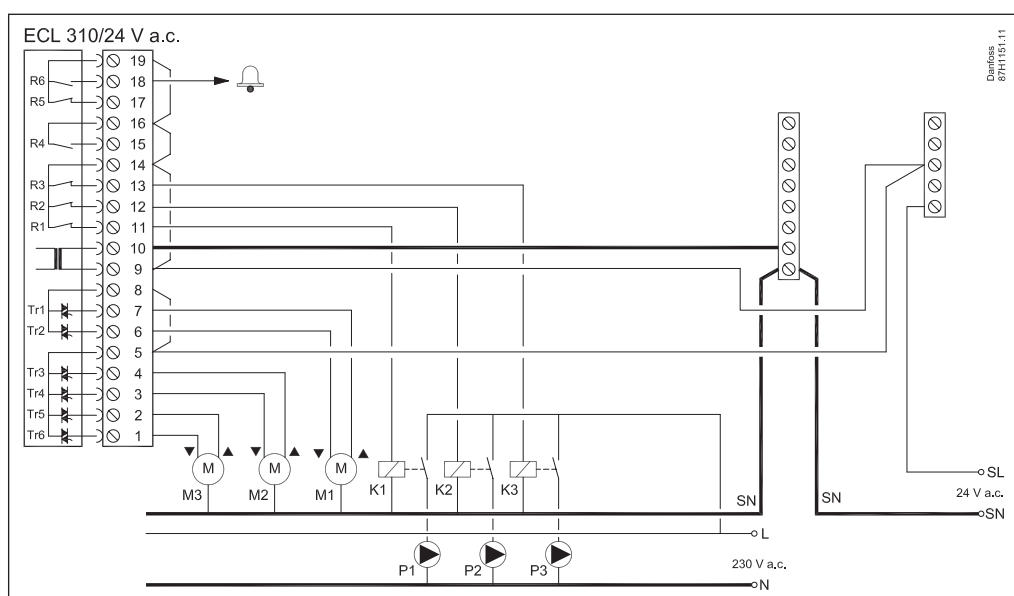 ECL 310/24 V a.c.
Danfoss
87H1151.11
19
R6 18
R5 17
16
R4 15
14
R3 13
R2 12
R1 11
10
9
8
Tr1 7
Tr2 6
5
Tr3 4
Tr4 3
Tr5 2
Tr6 1
M M M
M3 M2 M1 K1 K2 K3
SL
24 V a.c.
SN SN SN
L
P1 P2 P3
230 V a.c.
N